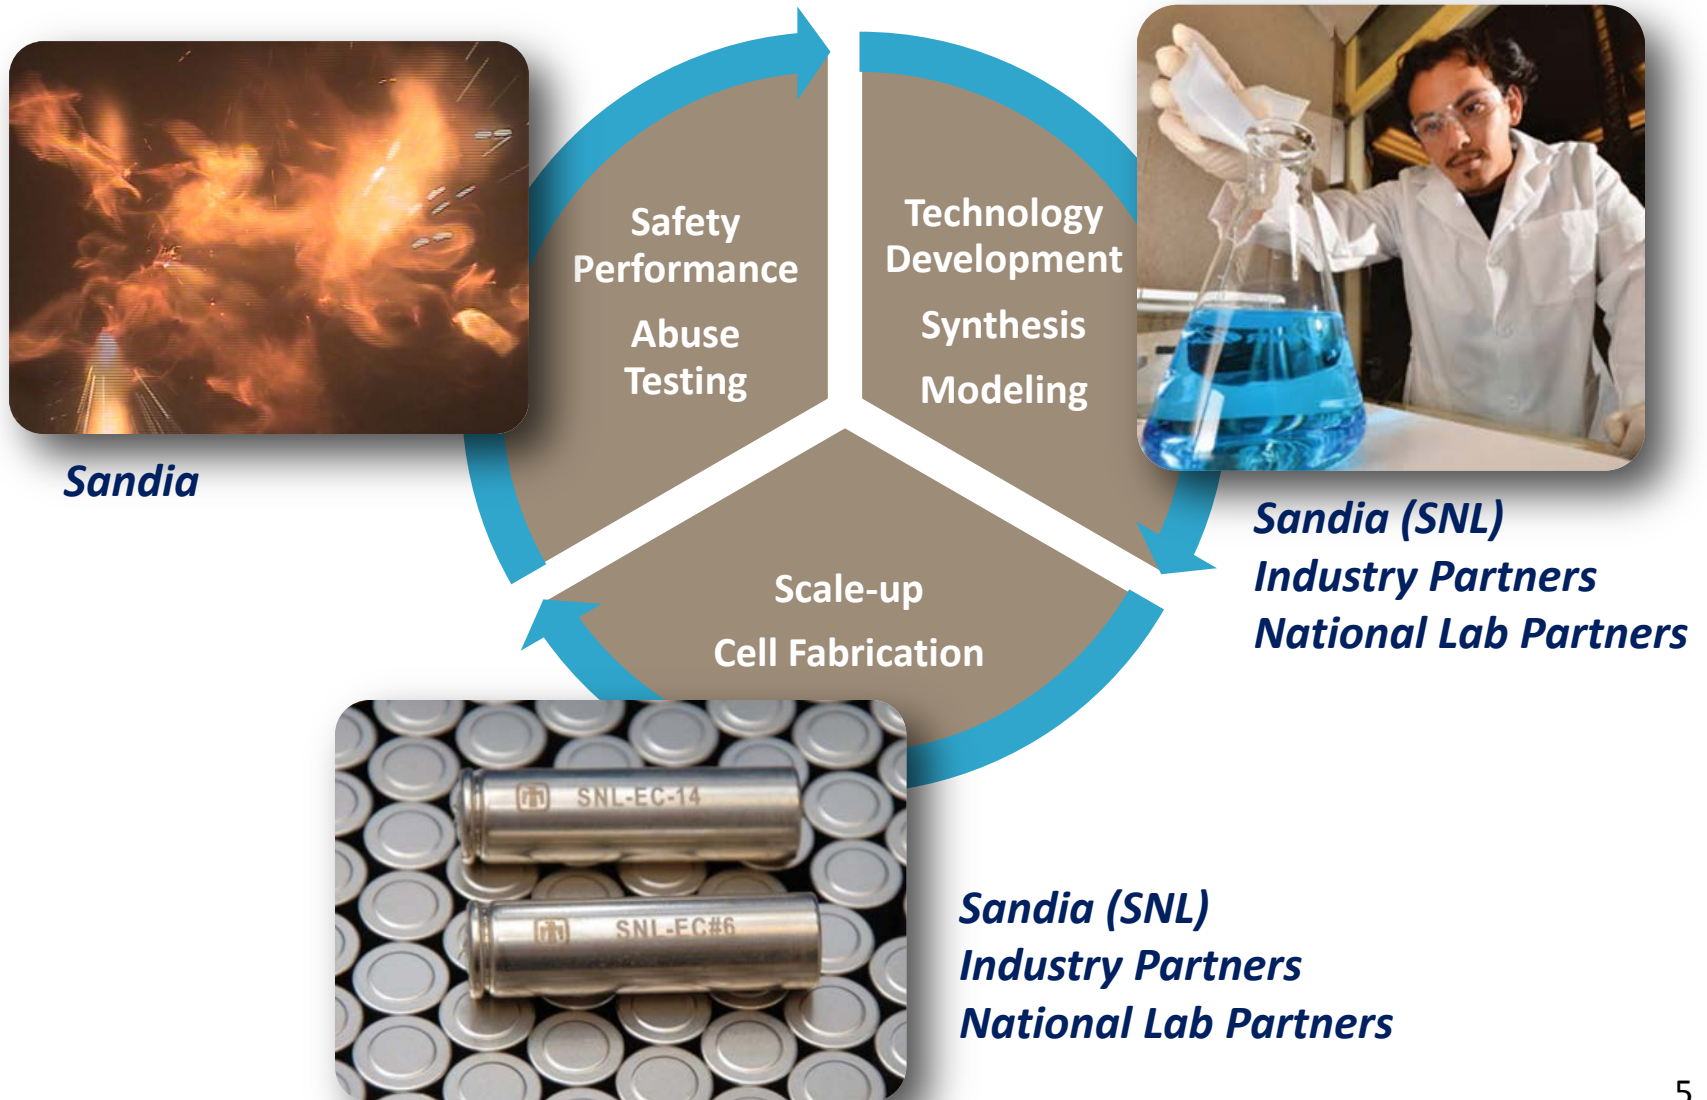 Safety
Performance
Abuse
Testing
Technology
Development
Synthesis
Modeling
Sandia
Sandia (SNL)
Industry Partners
National Lab Partners
Scale-up
Cell Fabrication
SNL-EC-14
SNL-EC#6
Sandia (SNL)
Industry Partners
National Lab Partners
5